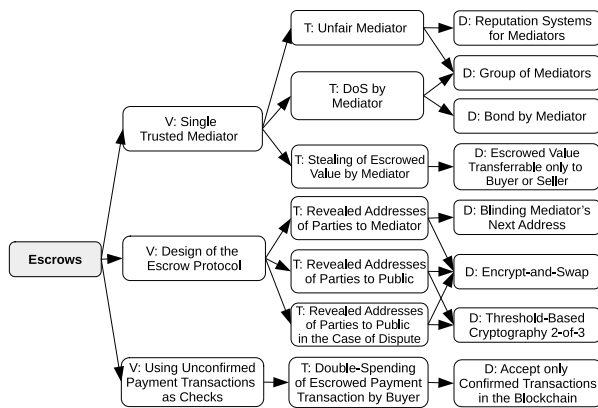 Escrows
V: Single
Trusted Mediator
V: Design of the
Escrow Protocol
V: Using Unconfirmed
Payment Transactions
as Checks
T: Unfair Mediator
T: DoS by
Mediator
T: Stealing of Escrowed
Value by Mediator
T: Revealed Addresses
of Parties to Mediator
T: Revealed Addresses
of Parties to Public
T: Revealed Addresses
of Parties to Public
in the Case of Dispute
T: Double-Spending
of Escrowed Payment
Transaction by Buyer
D: Reputation Systems
for Mediators
D: Group of Mediators
D: Bond by Mediator
D: Escrowed Value
Transferrable only to
Buyer or Seller
D: Blinding Mediator's
Next Address
D: Encrypt-and-Swap
D: Threshold-Based
Cryptography 2-of-3
D: Accept only
Confirmed Transactions
in the Blockchain